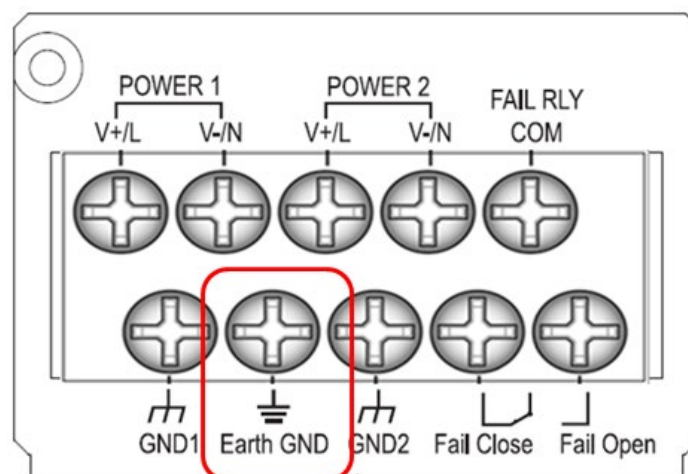 POWER 1
POWER 2
FAIL RLY
V+/L
V-/N
V+/L
V-/N
COM
GND1
Earth GND
GND2
Fail Close
Fail Open